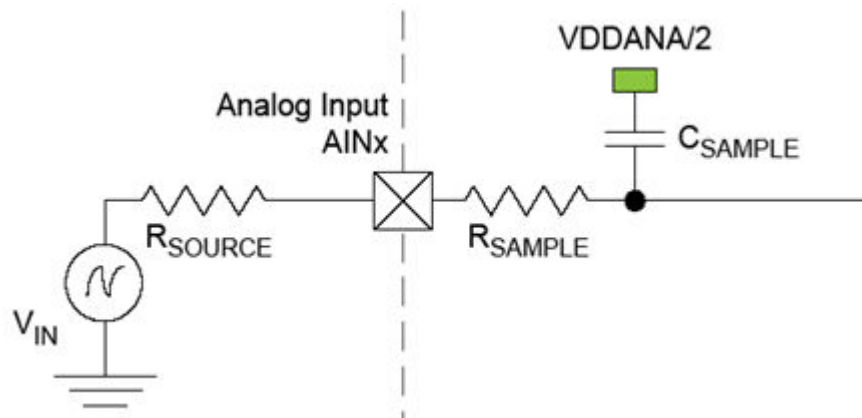 VDDANA/2
Analog Input
AINx
CSAMPLE
RSOURCE
RSAMPLE
VIN